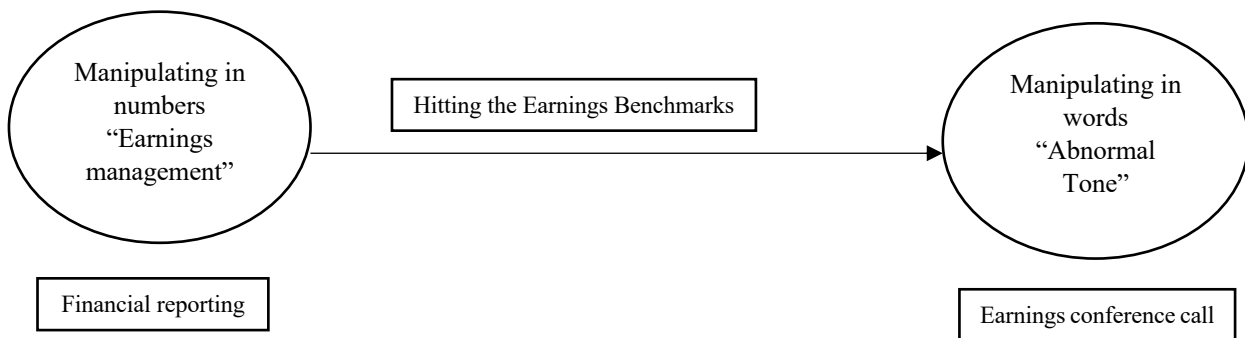 Manipulating in
numbers
“Earnings
management”
Hitting the Earnings Benchmarks
Manipulating in
words
“Abnormal
Tone”
Financial reporting
Earnings conference call